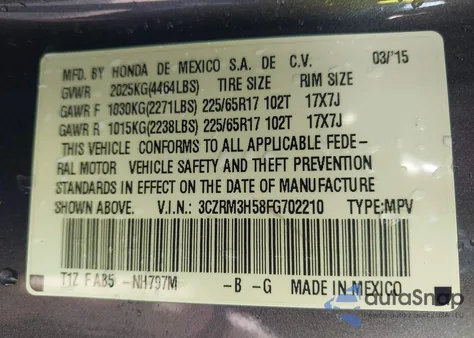 MFD. BY HONDA DE MEXICO S.A. DE C.V. 03/'15
GVWR 2025KG(4464LBS) TIRE SIZE RIM SIZE
GAWR F 1030KG(2271LBS) 225/65R17 102T 17X7J
GAWR R 1015KG(2238LBS) 225/65R17 102T 17X7J
THIS VEHICLE CONFORMS TO ALL APPLICABLE FEDE-
RAL MOTOR VEHICLE SAFETY AND THEFT PREVENTION
STANDARDS IN EFFECT ON THE DATE OF MANUFACTURE
SHOWN ABOVE. V.I.N.: 3CZRM3H58FG702210 TYPE:MPV
T1Z FAB5 -NH797M -B -G MADE IN MEXICO
autoSnap